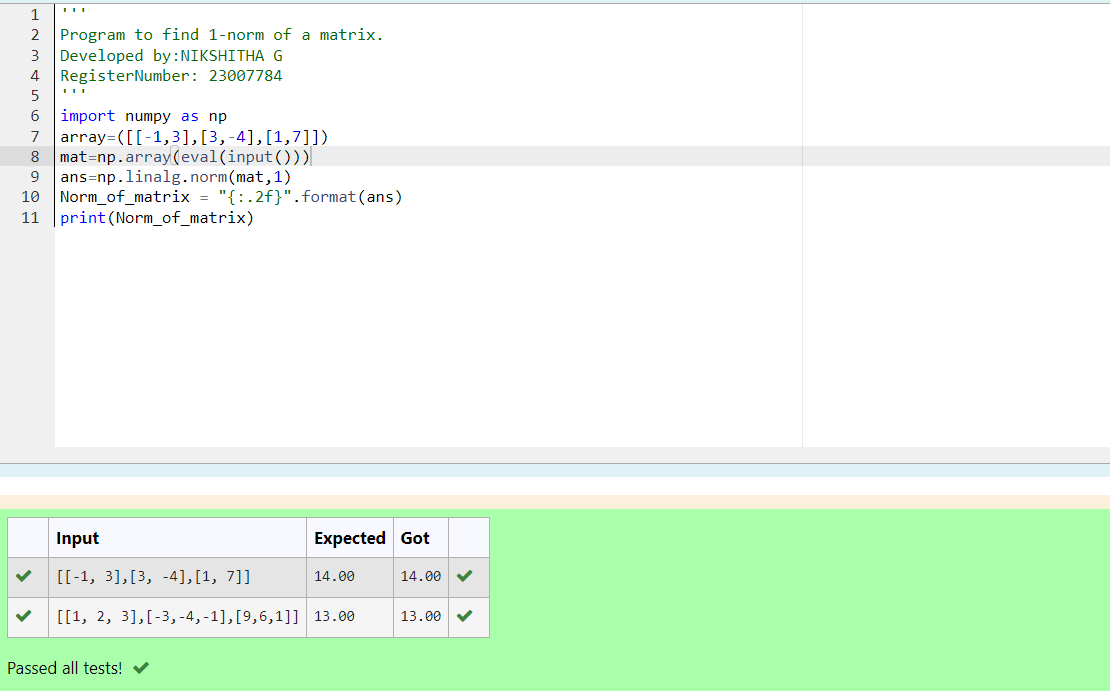 1 '''
2 Program to find 1-norm of a matrix.
3 Developed by:NIKSHITHA G
4 RegisterNumber: 23007784
5 '''
6 import numpy as np
7 array=([[-1,3],[3,-4],[1,7]])
8 mat=np.array(eval(input()))
9 ans=np.linalg.norm(mat,1)
10 Norm_of_matrix = "{:.2f}".format(ans)
11 print(Norm_of_matrix)
Input Expected Got
[[-1, 3],[3, -4],[1, 7]] 14.00 14.00
[[1, 2, 3],[-3,-4,-1],[9,6,1]] 13.00 13.00
Passed all tests!